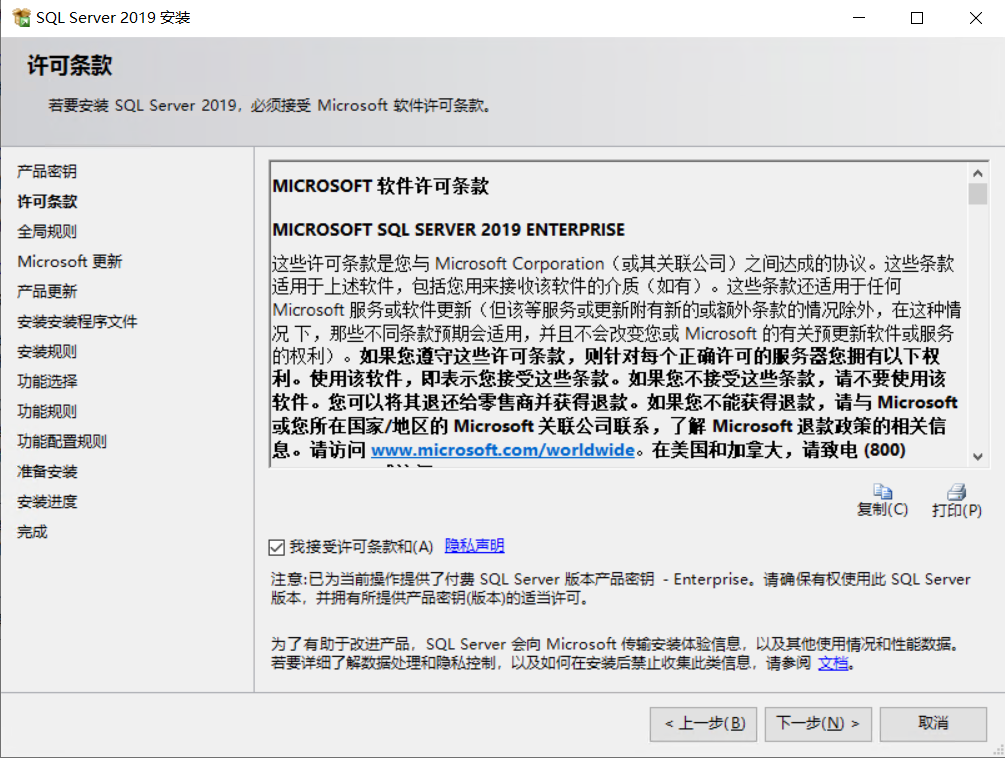 SQL Server 2019 安装
许可条款
若要安装 SQL Server 2019，必须接受 Microsoft 软件许可条款。
产品密钥
许可条款
全局规则
Microsoft 更新
产品更新
安装安装程序文件
安装规则
功能选择
功能规则
功能配置规则
准备安装
安装进度
完成
MICROSOFT 软件许可条款
MICROSOFT SQL SERVER 2019 ENTERPRISE
这些许可条款是您与 Microsoft Corporation（或其关联公司）之间达成的协议。这些条款
适用于上述软件，包括您用来接收该软件的介质（如有）。这些条款还适用于任何
Microsoft 服务或软件更新（但该等服务或更新附有新的或额外条款的情况除外，在这种情
况 下，那些不同条款预期会适用，并且不会改变您或 Microsoft 的有关预更新软件或服务
的权利）。如果您遵守这些许可条款，则针对每个正确许可的服务器您拥有以下权
利。使用该软件，即表示您接受这些条款。如果您不接受这些条款，请不要使用该
软件。您可以将其退还给零售商并获得退款。如果您不能获得退款，请与 Microsoft
或您所在国家/地区的 Microsoft 关联公司联系，了解 Microsoft 退款政策的相关信
息。请访问 www.microsoft.com/worldwide。在美国和加拿大，请致电 (800)
复制(C)
打印(P)
我接受许可条款和(A) 隐私声明
注意:已为当前操作提供了付费 SQL Server 版本产品密钥 - Enterprise。请确保有权使用此 SQL Server
版本，并拥有所提供产品密钥(版本)的适当许可。
为了有助于改进产品，SQL Server 会向 Microsoft 传输安装体验信息，以及其他使用情况和性能数据。
若要详细了解数据处理和隐私控制，以及如何在安装后禁止收集此类信息，请参阅 文档。
< 上一步(B)
下一步(N) >
取消